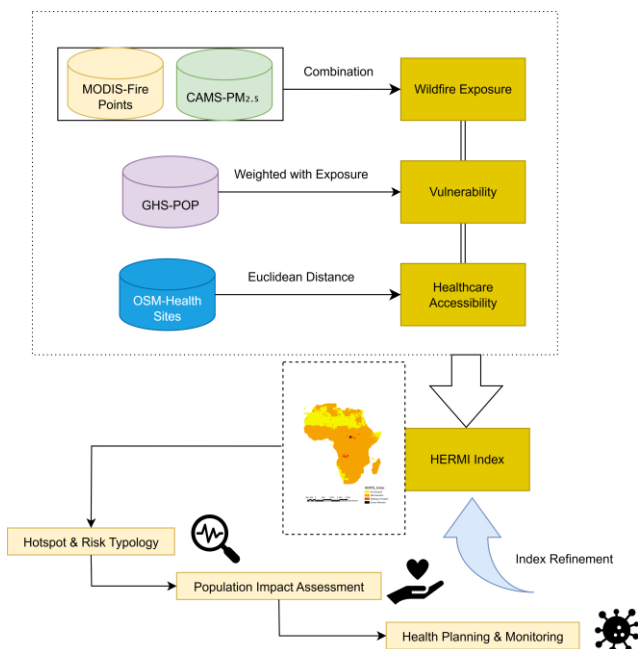 MODIS-Fire
Points
CAMS-PM₂.₅
Combination
Wildfire Exposure
GHS-POP
Weighted with Exposure
Vulnerability
OSM-Health
Sites
Euclidean Distance
Healthcare
Accessibility
HERMI Index
Hotspot & Risk Typology
Index Refinement
Population Impact Assessment
Health Planning & Monitoring